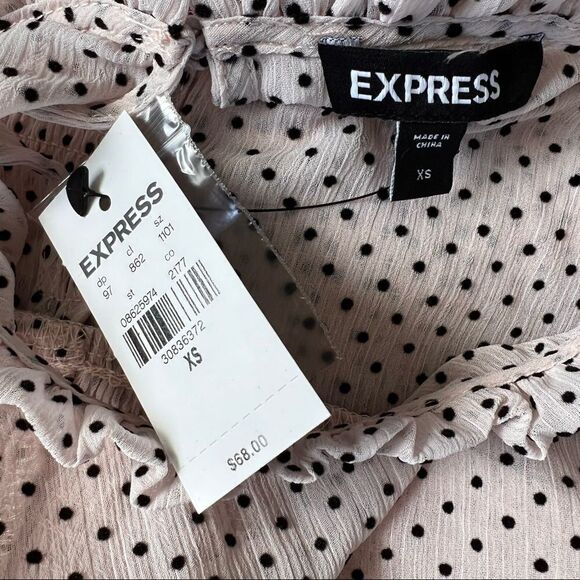 EXPRESS
MADE IN
CHINA
XS
EXPRESS
dp cl sz
97 B62 1101
st co
08625974 2177
30836372
XS
$68.00